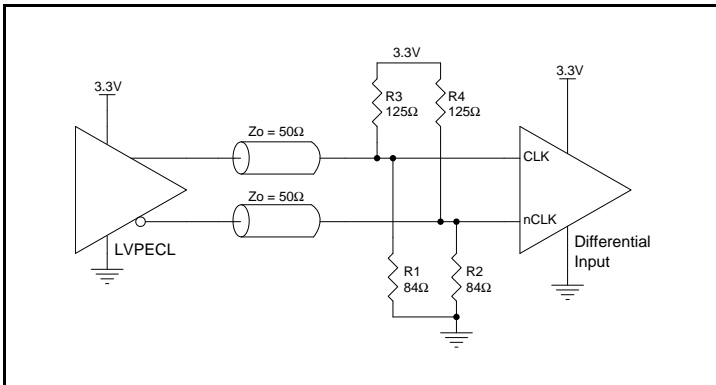 3.3V
3.3V
3.3V
R3
125Ω
R4
125Ω
Zo = 50Ω
CLK
Zo = 50Ω
nCLK
LVPECL
Differential
Input
R1
84Ω
R2
84Ω